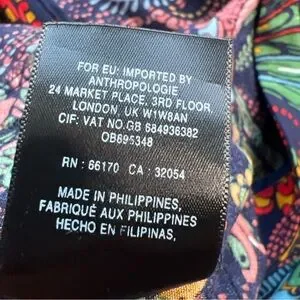 FOR EU: IMPORTED BY
ANTHROPOLOGIE
24 MARKET PLACE, 3RD FLOOR
LONDON, UK W1W8AN
CIF: VAT NO.GB 684936382
OB695348
RN : 66170 CA : 32054
MADE IN PHILIPPINES,
FABRIQUÉ AUX PHILIPPINES,
HECHO EN FILIPINAS,